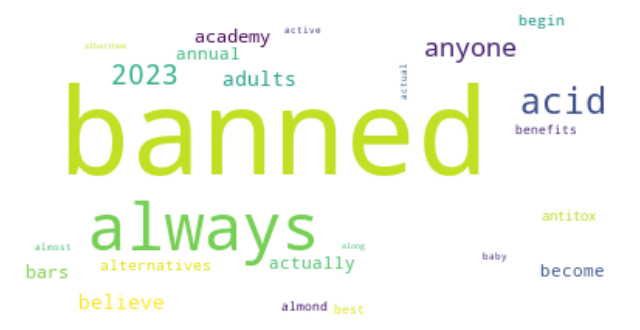 begin
academy
active
anyone
alhosthem
annual
2023
adults
actual
acid
banned
benefits
always
antitox
almost
along
alternatives
actually
baby
bars
become
believe
almond
best